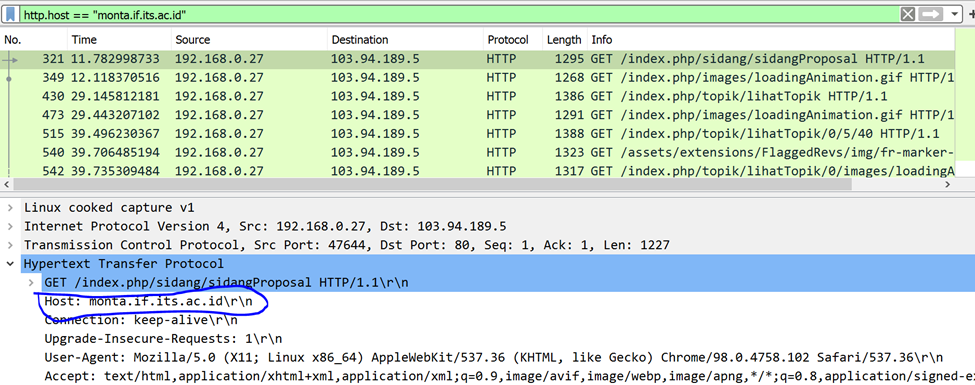 http.host == "monta.if.its.ac.id"
No. Time Source Destination Protocol Length Info
321 11.782998733 192.168.0.27 103.94.189.5 HTTP 1295 GET /index.php/sidang/sidangProposal HTTP/1.1
349 12.118370516 192.168.0.27 103.94.189.5 HTTP 1268 GET /index.php/images/loadingAnimation.gif HTTP/1
430 29.145812181 192.168.0.27 103.94.189.5 HTTP 1386 GET /index.php/topik/lihatTopik HTTP/1.1
473 29.443207102 192.168.0.27 103.94.189.5 HTTP 1291 GET /index.php/images/loadingAnimation.gif HTTP/1
515 39.496230367 192.168.0.27 103.94.189.5 HTTP 1388 GET /index.php/topik/lihatTopik/0/5/40 HTTP/1.1
540 39.706485194 192.168.0.27 103.94.189.5 HTTP 1323 GET /assets/extensions/FlaggedRevs/img/fr-marker-
542 39.735309484 192.168.0.27 103.94.189.5 HTTP 1317 GET /index.php/topik/lihatTopik/0/images/loadingA
Linux cooked capture v1
Internet Protocol Version 4, Src: 192.168.0.27, Dst: 103.94.189.5
Transmission Control Protocol, Src Port: 47644, Dst Port: 80, Seq: 1, Ack: 1, Len: 1227
Hypertext Transfer Protocol
GET /index.php/sidang/sidangProposal HTTP/1.1\r\n
Host: monta.if.its.ac.id\r\n
Connection: keep-alive\r\n
Upgrade-Insecure-Requests: 1\r\n
User-Agent: Mozilla/5.0 (X11; Linux x86_64) AppleWebKit/537.36 (KHTML, like Gecko) Chrome/98.0.4758.102 Safari/537.36\r\n
Accept: text/html,application/xhtml+xml,application/xml;q=0.9,image/avif,image/webp,image/apng,*/*;q=0.8,application/signed-e